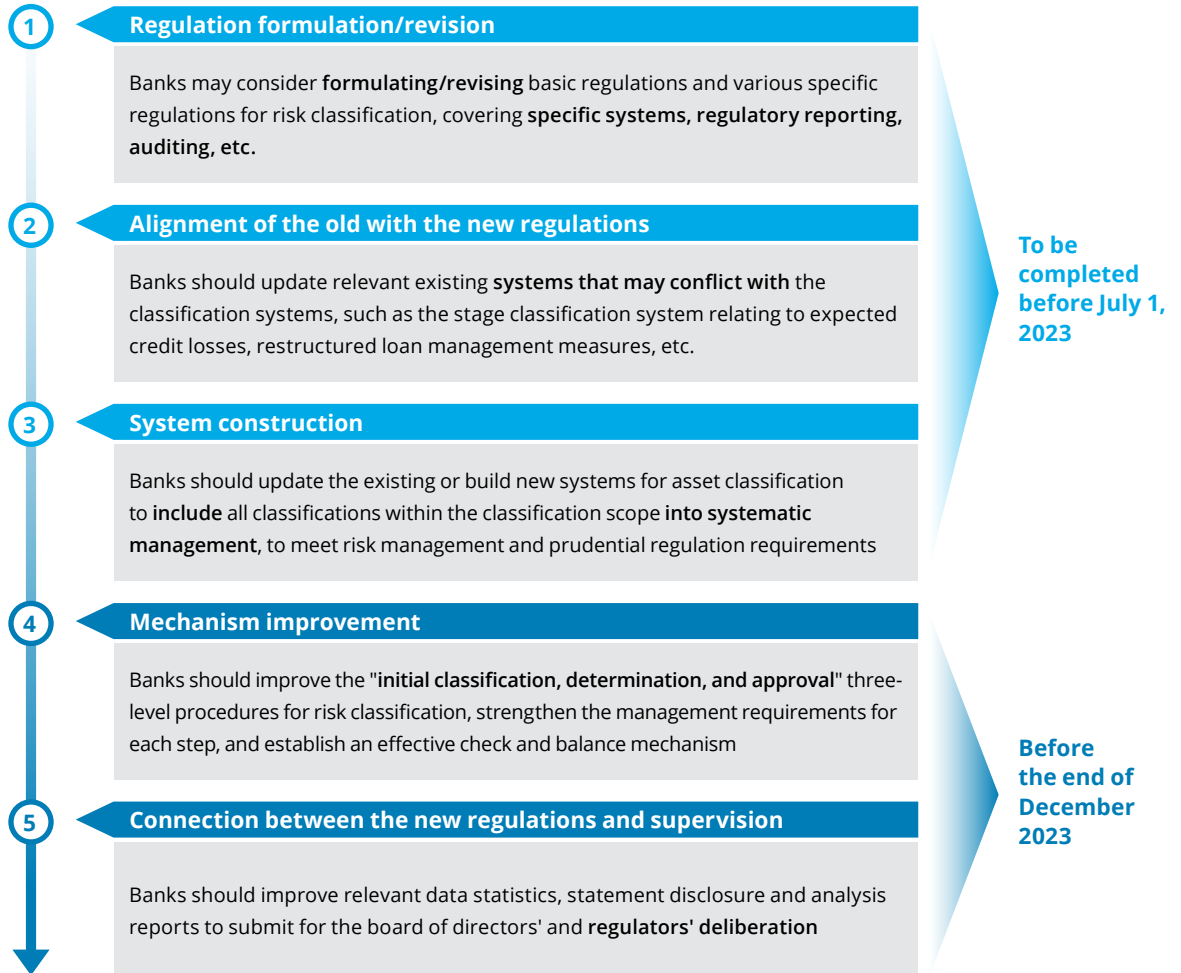 1
Regulation formulation/revision
Banks may consider formulating/revising basic regulations and various specific
regulations for risk classification, covering specific systems, regulatory reporting,
auditing, etc.
2
Alignment of the old with the new regulations
Banks should update relevant existing systems that may conflict with the
classification systems, such as the stage classification system relating to expected
credit losses, restructured loan management measures, etc.
3
System construction
Banks should update the existing or build new systems for asset classification
to include all classifications within the classification scope into systematic
management, to meet risk management and prudential regulation requirements
To be
completed
before July 1,
2023
4
Mechanism improvement
Banks should improve the "initial classification, determination, and approval" three-
level procedures for risk classification, strengthen the management requirements for
each step, and establish an effective check and balance mechanism
5
Connection between the new regulations and supervision
Banks should improve relevant data statistics, statement disclosure and analysis
reports to submit for the board of directors' and regulators' deliberation
Before
the end of
December
2023